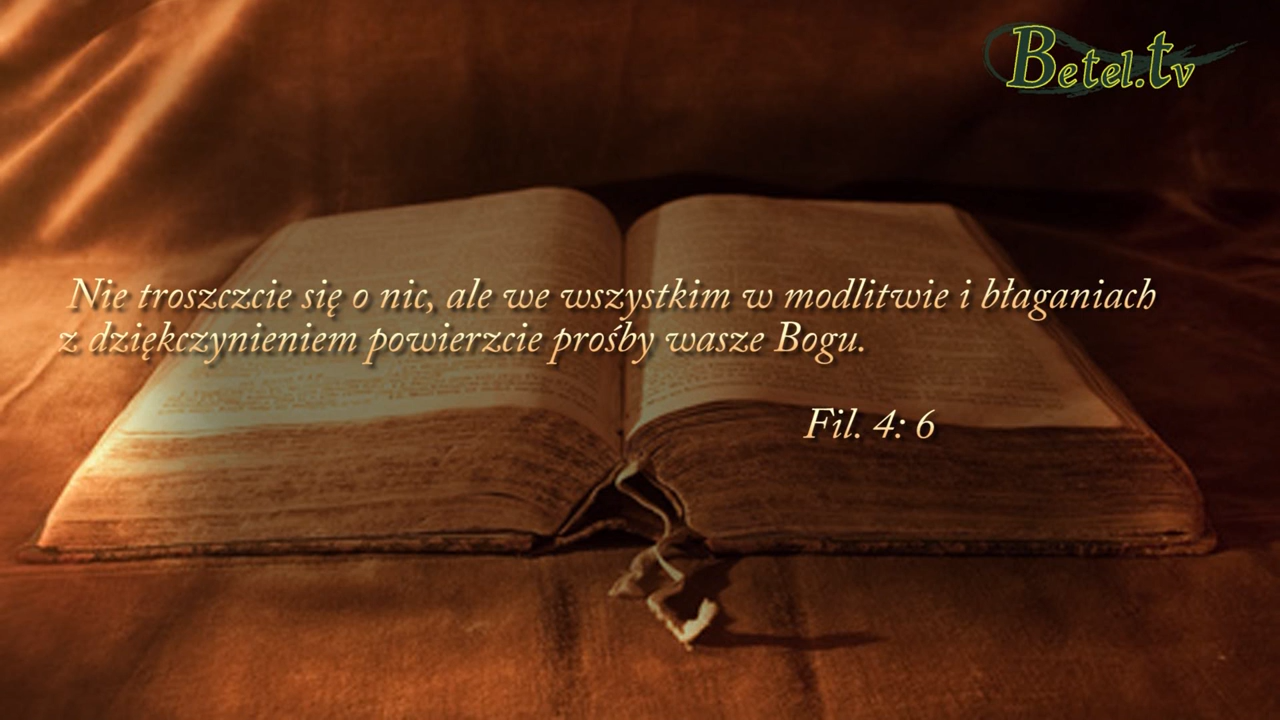 Betel.tv
Nie troszczcie się o nic, ale we wszystkim w modlitwie i błaganiach
z dziękczynieniem powierzcie prośby wasze Bogu.
Fil. 4: 6